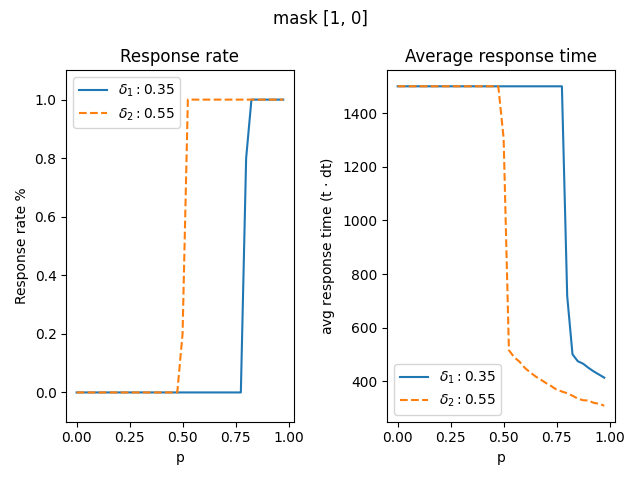 mask [1, 0]
Response rate
Response rate %
1.0
0.8
0.6
0.4
0.2
0.0
δ₁ : 0.35
δ₂ : 0.55
0.00 0.25 0.50 0.75 1.00
p
Average response time
avg response time (t · dt)
1400
1200
1000
800
600
400
δ₁ : 0.35
δ₂ : 0.55
0.00 0.25 0.50 0.75 1.00
p